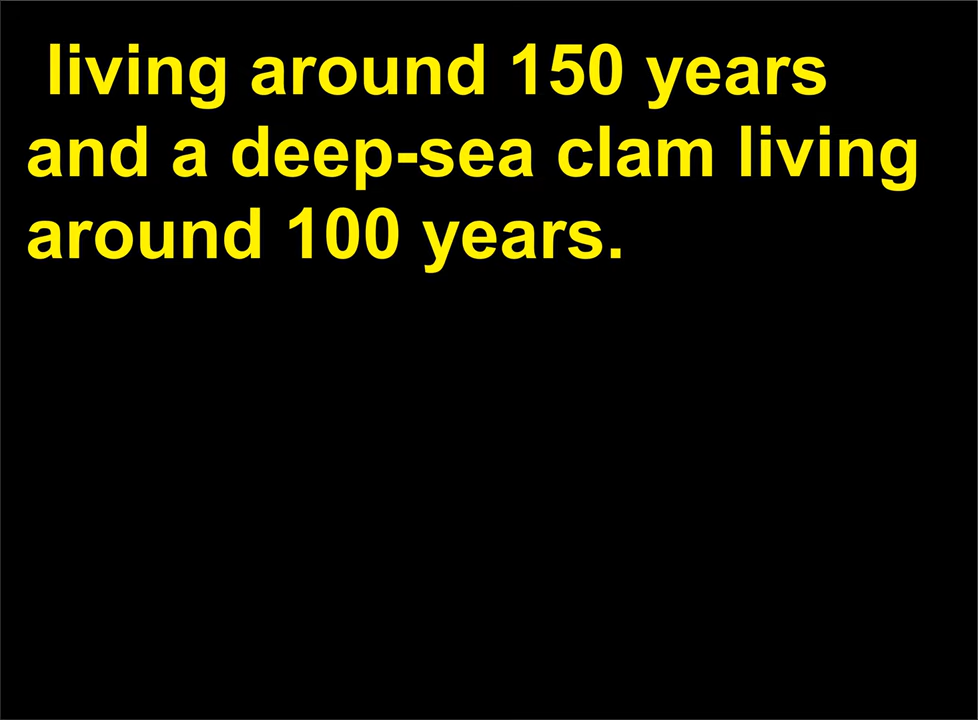 living around 150 years
and a deep-sea clam living
around 100 years.